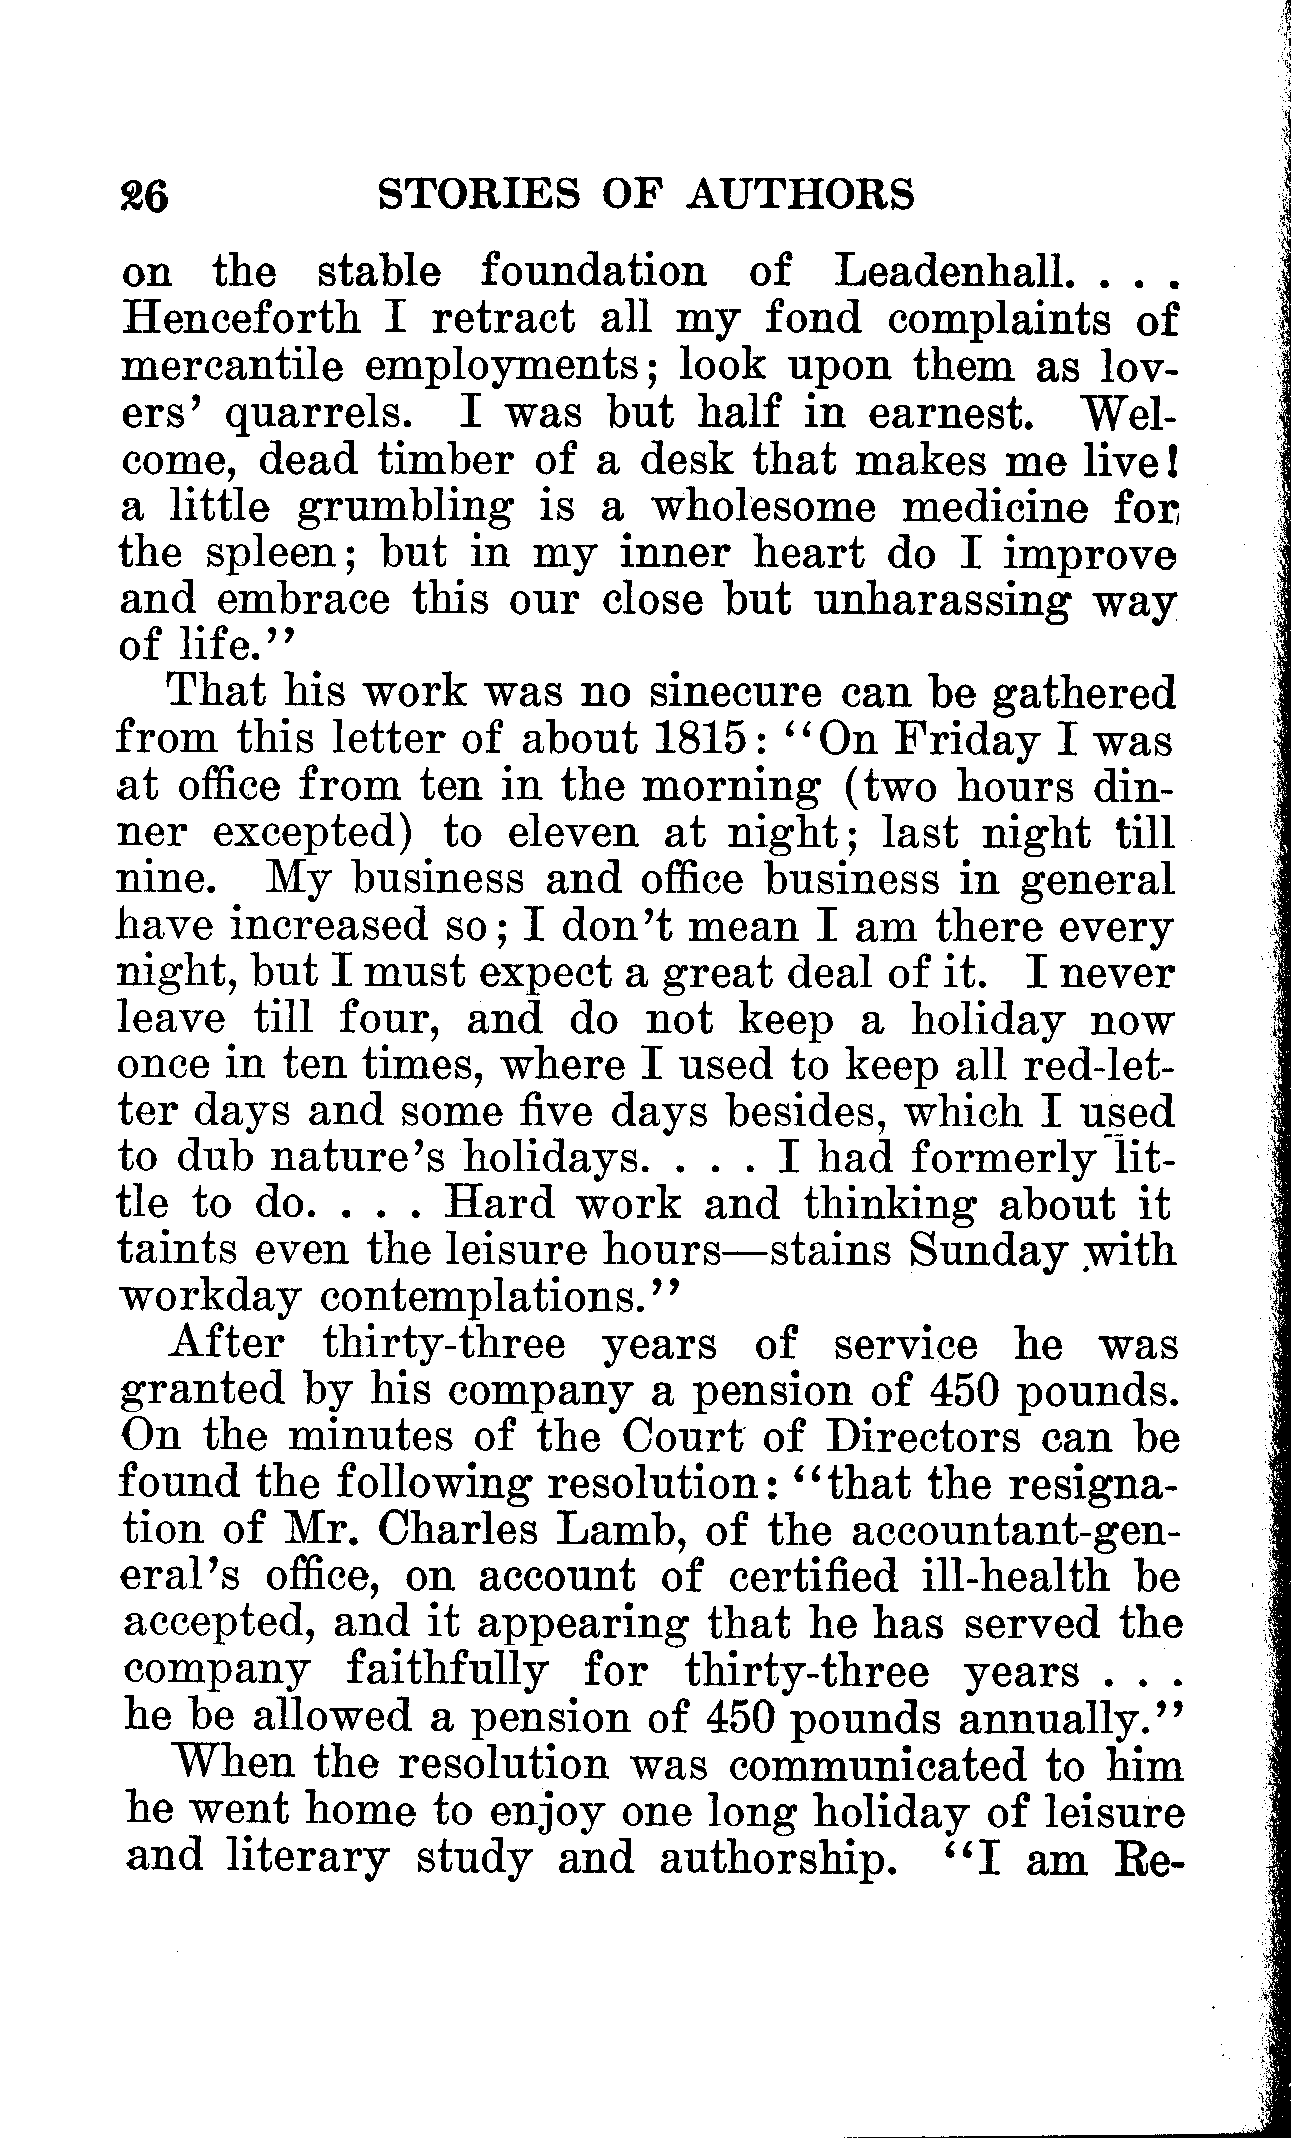 26 STORIES OF AUTHORS
on the stable foundation of Leadenhall. . . .
Henceforth I retract all my fond complaints of
mercantile employments; look upon them as lov-
ers' quarrels. I was but half in earnest. Wel-
come, dead timber of a desk that makes me live!
a little grumbling is a wholesome medicine for
the spleen; but in my inner heart do I improve
and embrace this our close but unharassing way
of life.''
That his work was no sinecure can be gathered
from this letter of about 1815: ‘‘On Friday I was
at office from ten in the morning (two hours din-
ner excepted) to eleven at night; last night till
nine. My business and office business in general
have increased so; I don't mean I am there every
night, but I must expect a great deal of it. I never
leave till four, and do not keep a holiday now
once in ten times, where I used to keep all red-let-
ter days and some five days besides, which I used
to dub nature's holidays. . . . I had formerly lit-
tle to do. . . . Hard work and thinking about it
taints even the leisure hours—stains Sunday with
workday contemplations.''
After thirty-three years of service he was
granted by his company a pension of 450 pounds.
On the minutes of the Court of Directors can be
found the following resolution: ‘‘that the resigna-
tion of Mr. Charles Lamb, of the accountant-gen-
eral's office, on account of certified ill-health be
accepted, and it appearing that he has served the
company faithfully for thirty-three years . . .
he be allowed a pension of 450 pounds annually.''
When the resolution was communicated to him
he went home to enjoy one long holiday of leisure
and literary study and authorship. ‘‘I am Re-